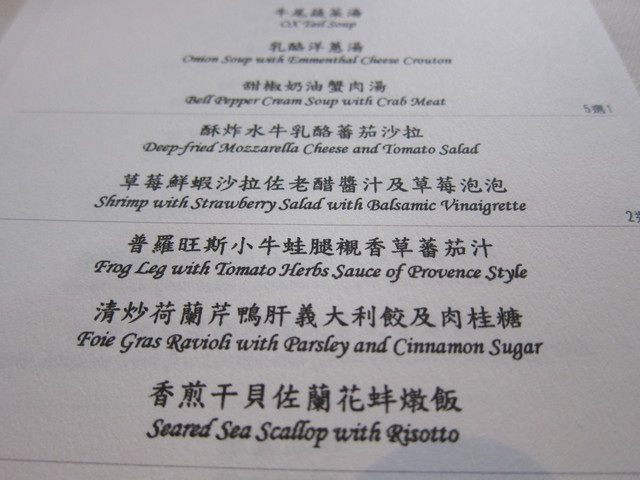 牛尾蔬菜湯
OX Tail Soup
乳酪洋蔥湯
Onion Soup with Emmenthal Cheese Crouton
甜椒奶油蟹肉湯
Bell Pepper Cream Soup with Crab Meat
5選1
酥炸水牛乳酪蕃茄沙拉
Deep-fried Mozzarella Cheese and Tomato Salad
草莓鮮蝦沙拉佐老醋醬汁及草莓泡泡
Shrimp with Strawberry Salad with Balsamic Vinaigrette
2
普羅旺斯小牛蛙腿襯香草蕃茄汁
Frog Leg with Tomato Herbs Sauce of Provence Style
清炒荷蘭芹鴨肝義大利餃及肉桂糖
Foie Gras Ravioli with Parsley and Cinnamon Sugar
香煎干貝佐蘭花蚌燉飯
Seared Sea Scallop with Risotto